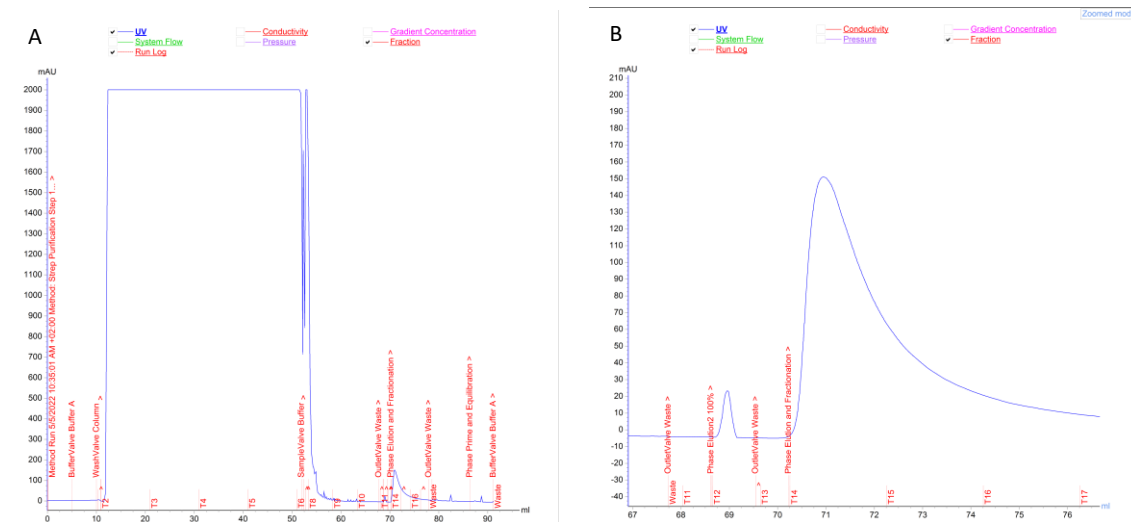 A
UV
Conductivity
Gradient Concentration
System Flow
Pressure
Fraction
Run Log
mAU
2000
1900
1800
1700
1600
1500
1400
1300
1200
1100
1000
900
800
700
600
500
400
300
200
100
0
Method Run 5/5/2022 10:35:01 AM +02:00 Method: Strep Purification Step 1... >
BufferValve Buffer A
WashValve Column >
SampleValve Buffer >
OutletValve Waste >
Phase Elution and Fractionation >
OutletValve Waste >
Phase Prime and Equilibration >
BufferValve Buffer A >
T2
T3
T4
T5
T6
T8
T10
T14
Waste
Waste
0
10
20
30
40
50
60
70
80
90
ml
Zoomed mod
B
UV
Conductivity
Gradient Concentration
System Flow
Pressure
Fraction
Run Log
mAU
210
200
190
180
170
160
150
140
130
120
110
100
90
80
70
60
50
40
30
20
10
0
-10
-20
-30
-40
OutletValve Waste >
Phase Elution2 100% >
OutletValve Waste >
Phase Elution and Fractionation >
Waste
T11
T12
T13
T14
T15
T16
T17
67
68
69
70
71
72
73
74
75
76
ml